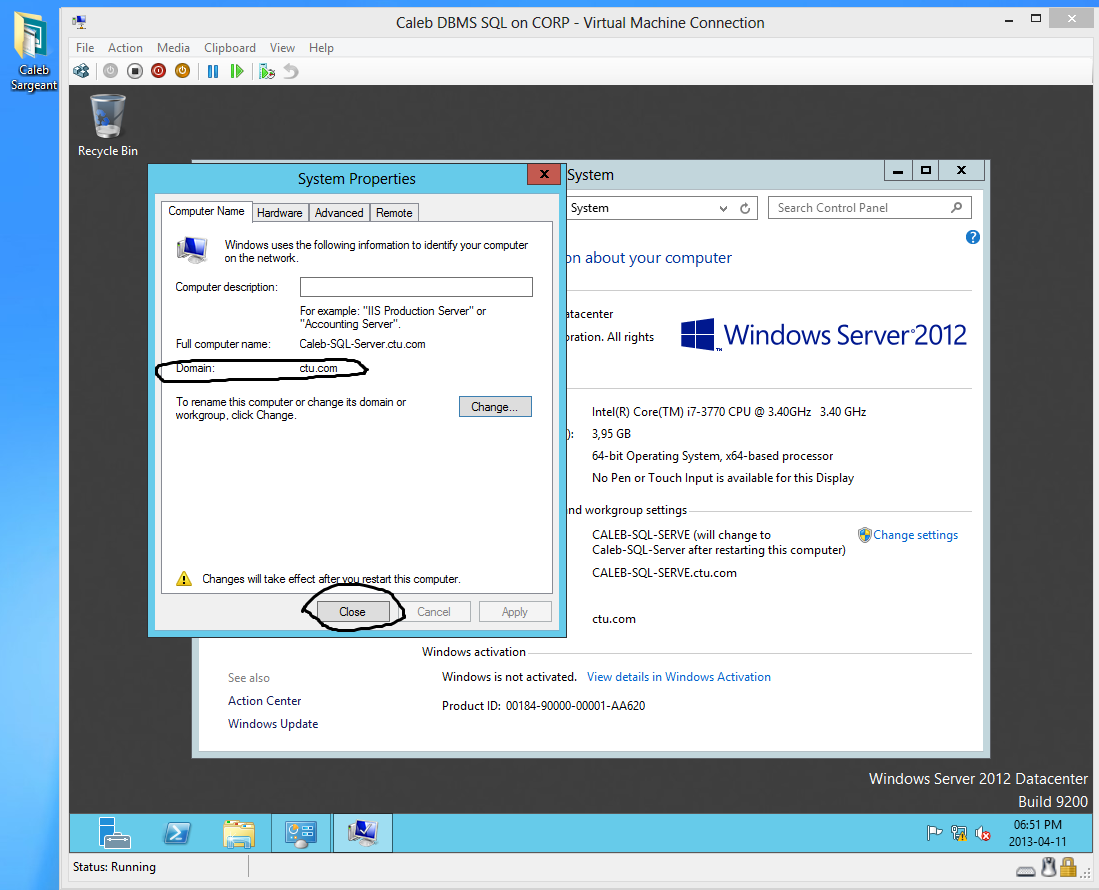 Caleb
Sargeant
Caleb DBMS SQL on CORP - Virtual Machine Connection
File Action Media Clipboard View Help
Recycle Bin
System Properties
Computer Name Hardware Advanced Remote
Windows uses the following information to identify your computer
on the network.
Computer description:
For example: "IIS Production Server" or
"Accounting Server".
Full computer name: Caleb-SQL-Server.ctu.com
Domain: ctu.com
To rename this computer or change its domain or
workgroup, click Change.
Change...
Changes will take effect after you restart this computer.
Close Cancel Apply
System
System Search Control Panel
on about your computer
atacenter
oration. All rights
Windows Server 2012
Intel(R) Core(TM) i7-3770 CPU @ 3.40GHz 3.40 GHz
): 3,95 GB
64-bit Operating System, x64-based processor
No Pen or Touch Input is available for this Display
nd workgroup settings
CALEB-SQL-SERVE (will change to
Caleb-SQL-Server after restarting this computer)
Change settings
CALEB-SQL-SERVE.ctu.com
ctu.com
Windows activation
Windows is not activated. View details in Windows Activation
Product ID: 00184-90000-00001-AA620
See also
Action Center
Windows Update
Windows Server 2012 Datacenter
Build 9200
06:51 PM
2013-04-11
Status: Running